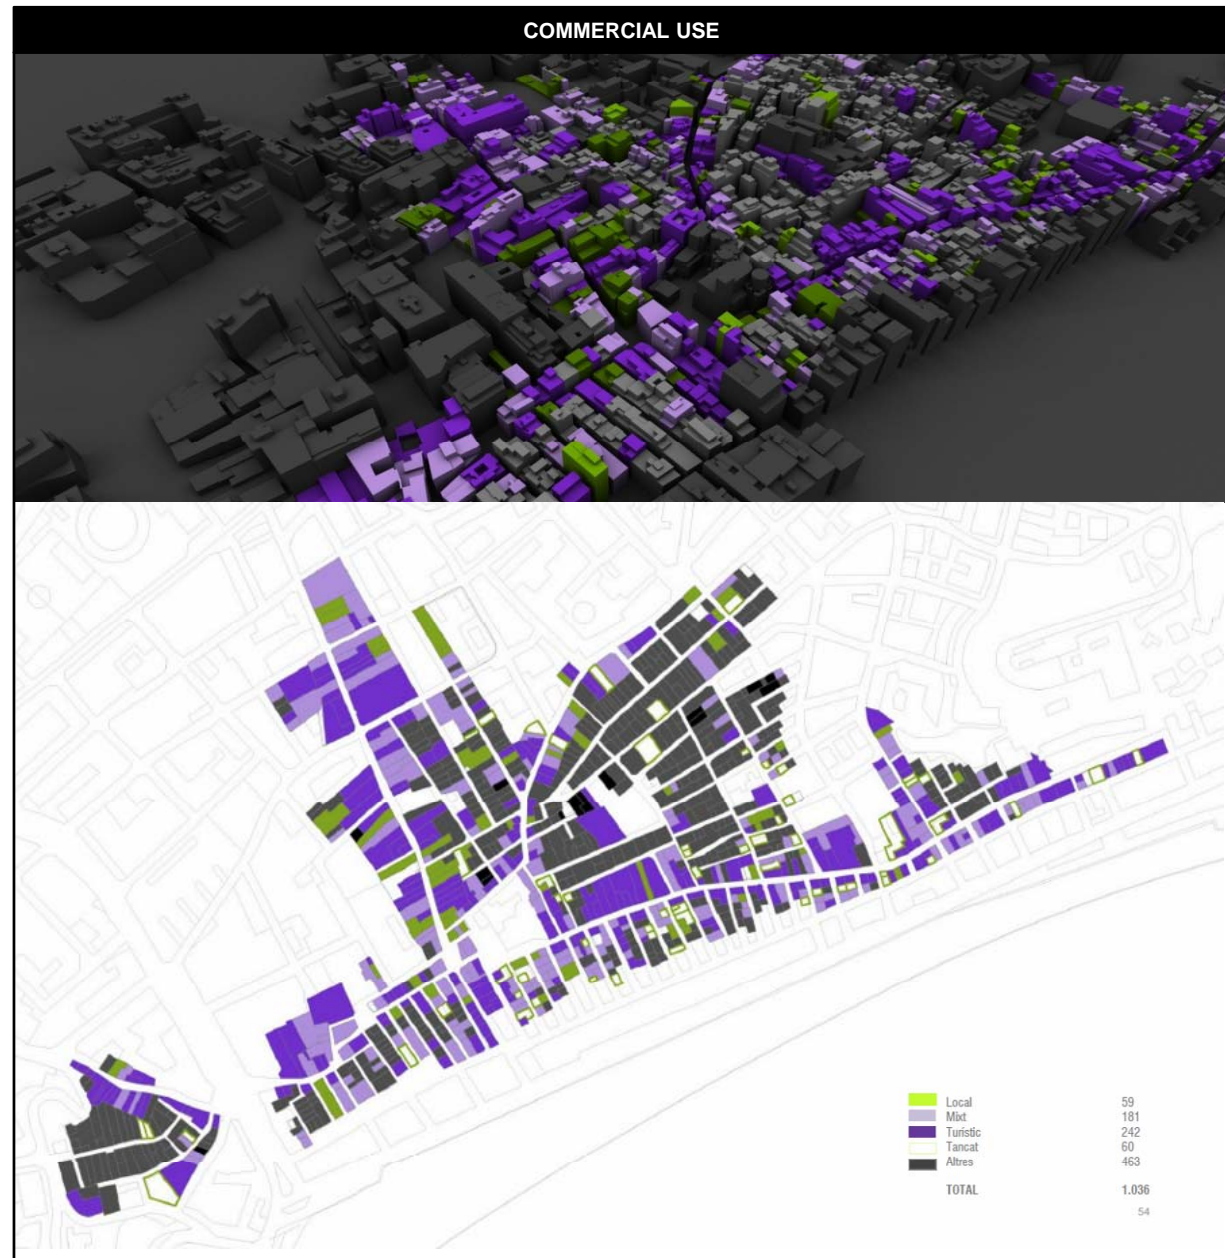 COMMERCIAL USE
Local 59
Mixt 181
Turistic 242
Tancat 60
Altres 463
TOTAL 1.036
54